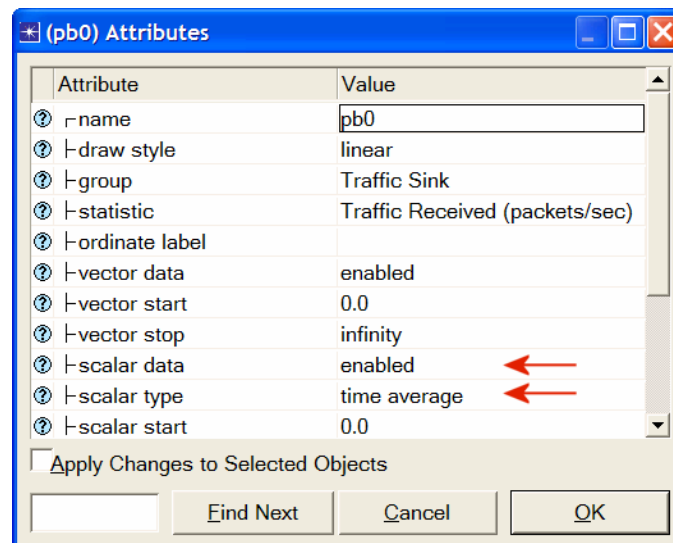 (pb0) Attributes
Attribute Value
name pb0
draw style linear
group Traffic Sink
statistic Traffic Received (packets/sec)
ordinate label
vector data enabled
vector start 0.0
vector stop infinity
scalar data enabled
scalar type time average
scalar start 0.0
Apply Changes to Selected Objects
Find Next Cancel OK